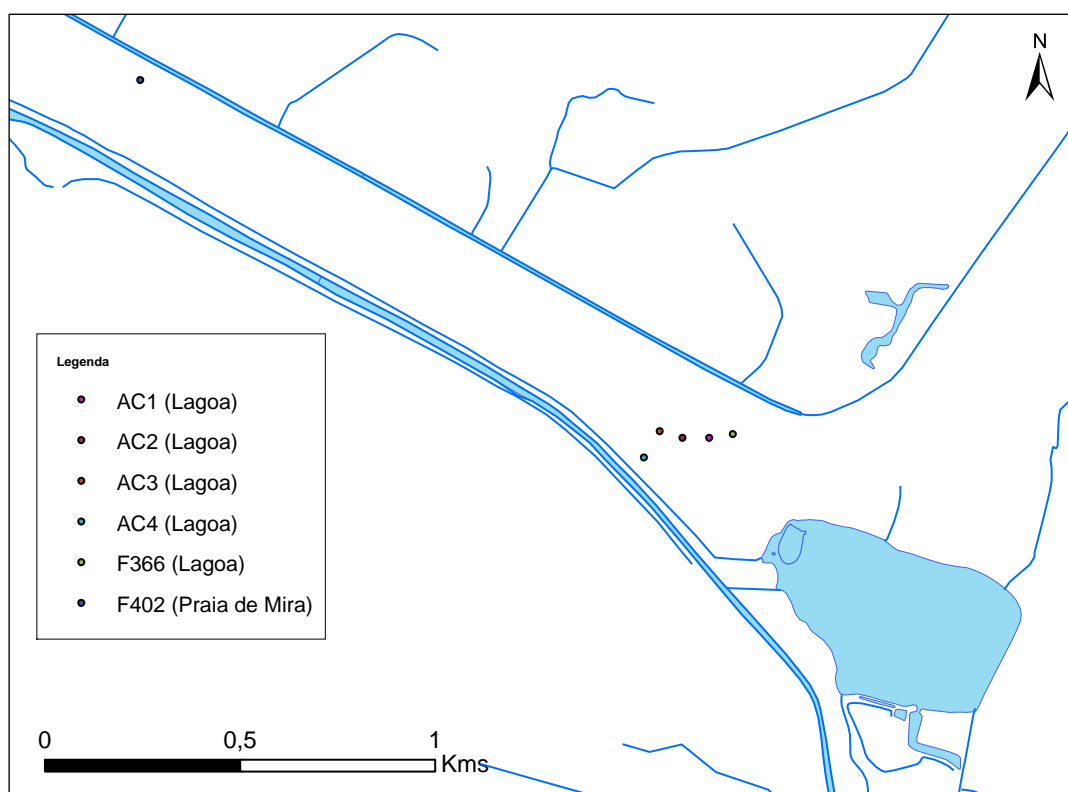 N
Legenda
AC1 (Lagoa)
AC2 (Lagoa)
AC3 (Lagoa)
AC4 (Lagoa)
F366 (Lagoa)
F402 (Praia de Mira)
0 0,5 1
Kms